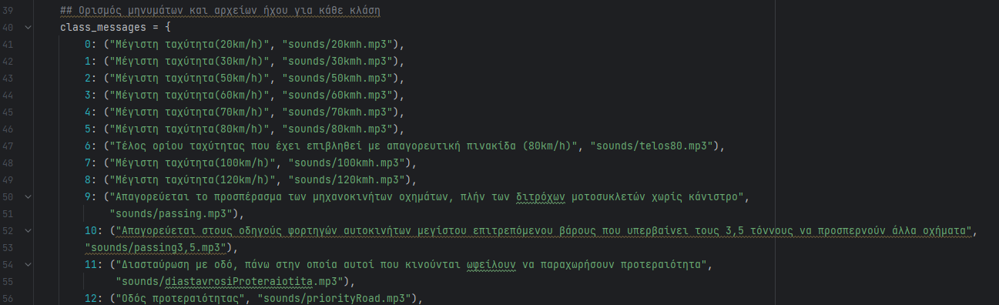 39 ## Ορισμός μηνυμάτων και αρχείων ήχου για κάθε κλάση
40 class_messages = {
41 0: ("Μέγιστη ταχύτητα(20km/h)", "sounds/20kmh.mp3"),
42 1: ("Μέγιστη ταχύτητα(30km/h)", "sounds/30kmh.mp3"),
43 2: ("Μέγιστη ταχύτητα(50km/h)", "sounds/50kmh.mp3"),
44 3: ("Μέγιστη ταχύτητα(60km/h)", "sounds/60kmh.mp3"),
45 4: ("Μέγιστη ταχύτητα(70km/h)", "sounds/70kmh.mp3"),
46 5: ("Μέγιστη ταχύτητα(80km/h)", "sounds/80kmh.mp3"),
47 6: ("Τέλος ορίου ταχύτητας που έχει επιβληθεί με απαγορευτική πινακίδα (80km/h)", "sounds/telos80.mp3"),
48 7: ("Μέγιστη ταχύτητα(100km/h)", "sounds/100kmh.mp3"),
49 8: ("Μέγιστη ταχύτητα(120km/h)", "sounds/120kmh.mp3"),
50 9: ("Απαγορεύεται το προσπέρασμα των μηχανοκινήτων οχημάτων, πλήν των διτρόχων μοτοσυκλετών χωρίς κάνιστρο",
51 "sounds/passing.mp3"),
52 10: ("Απαγορεύεται στους οδηγούς φορτηγών αυτοκινήτων μεγίστου επιτρεπόμενου βάρους που υπερβαίνει τους 3,5 τόννους να προσπερνούν άλλα οχήματα",
53 "sounds/passing3,5.mp3"),
54 11: ("Διασταύρωση με οδό, πάνω στην οποία αυτοί που κινούνται ωφείλουν να παραχωρήσουν προτεραιότητα",
55 "sounds/diastavrosiProteraiotita.mp3"),
56 12: ("Οδός προτεραιότητας", "sounds/priorityRoad.mp3"),